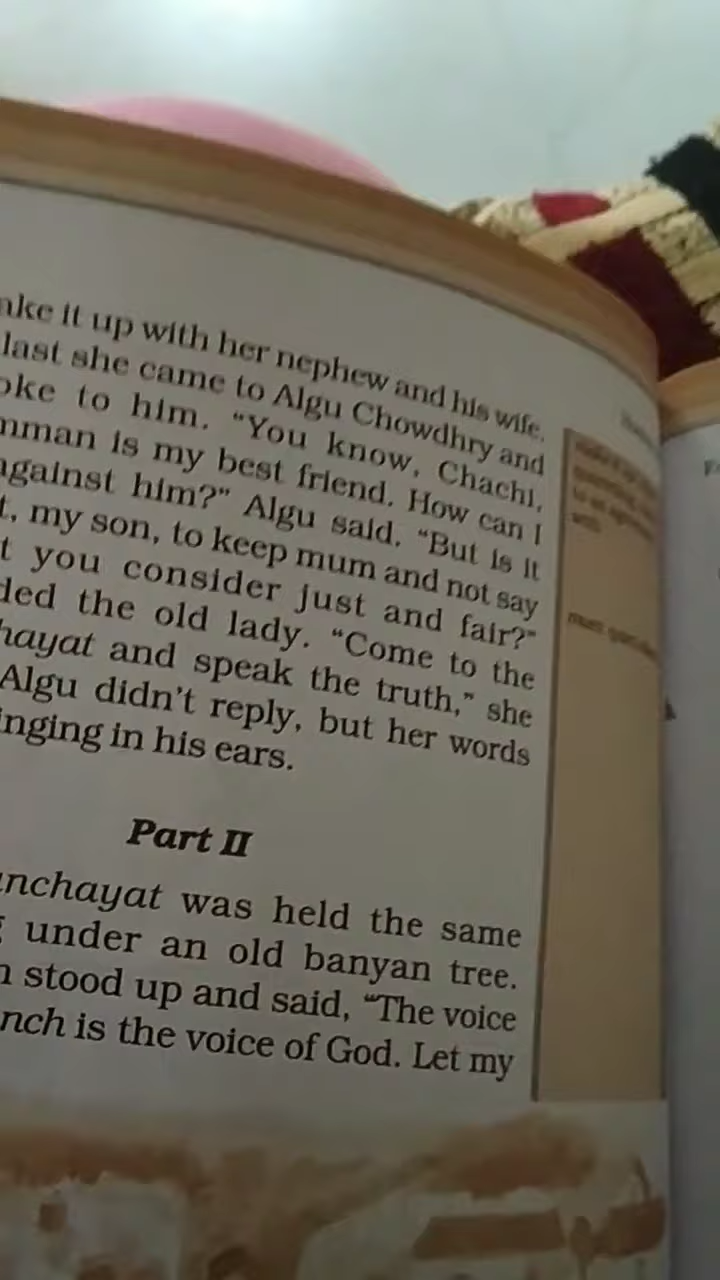 ake it up with her nephew and his wife.
last she came to Algu Chowdhry and
oke to him. “You know, Chachi,
mman is my best friend. How can I
against him?” Algu said. “But is it
t, my son, to keep mum and not say
t you consider just and fair?”
ded the old lady. “Come to the
hayat and speak the truth,” she
Algu didn’t reply, but her words
inging in his ears.
Part II
anchayat was held the same
g under an old banyan tree.
n stood up and said, “The voice
nch is the voice of God. Let my